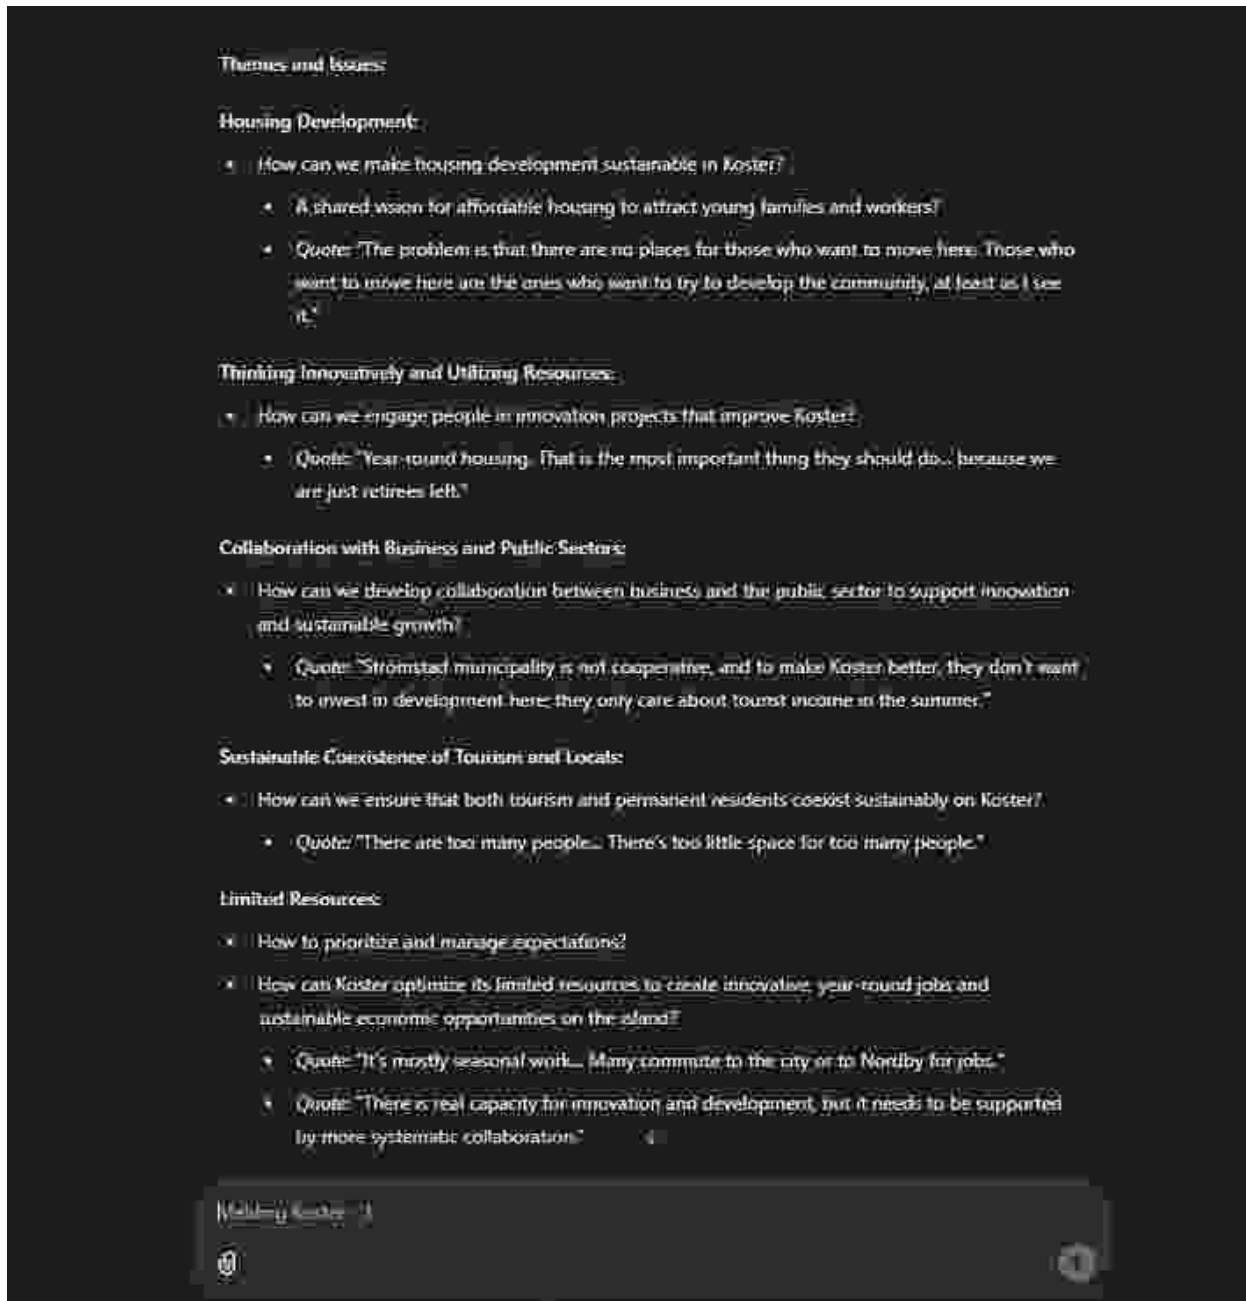 Themes and Issues:
Housing Development:
• How can we make housing development sustainable in Koster?
• A shared vision for affordable housing to attract young families and workers?
• Quote: "The problem is that there are no places for those who want to move here. Those who
want to move here are the ones who want to try to develop the community, at least as I see
it."
Thinking Innovatively and Utilizing Resources:
• How can we engage people in innovation projects that improve Koster?
• Quote: "Year-round housing. That is the most important thing they should do... because we
are just retirees left."
Collaboration with Business and Public Sectors:
• How can we develop collaboration between business and the public sector to support innovation
and sustainable growth?
• Quote: "Strömstad municipality is not cooperative, and to make Koster better, they don't want
to invest in development here; they only care about tourist income in the summer."
Sustainable Coexistence of Tourism and Locals:
• How can we ensure that both tourism and permanent residents coexist sustainably on Koster?
• Quote: "There are too many people... There's too little space for too many people."
Limited Resources:
• How to prioritize and manage expectations?
• How can Koster optimize its limited resources to create innovative, year-round jobs and
sustainable economic opportunities on the island?
• Quote: "It's mostly seasonal work... Many commute to the city or to Nordby for jobs."
• Quote: "There is real capacity for innovation and development, but it needs to be supported
by more systematic collaboration."